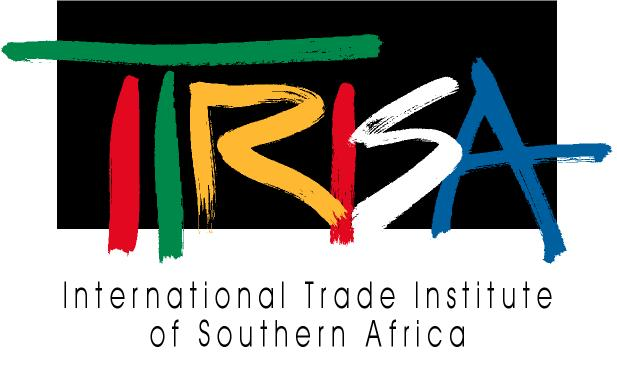 ITRISA
International Trade Institute
of Southern Africa